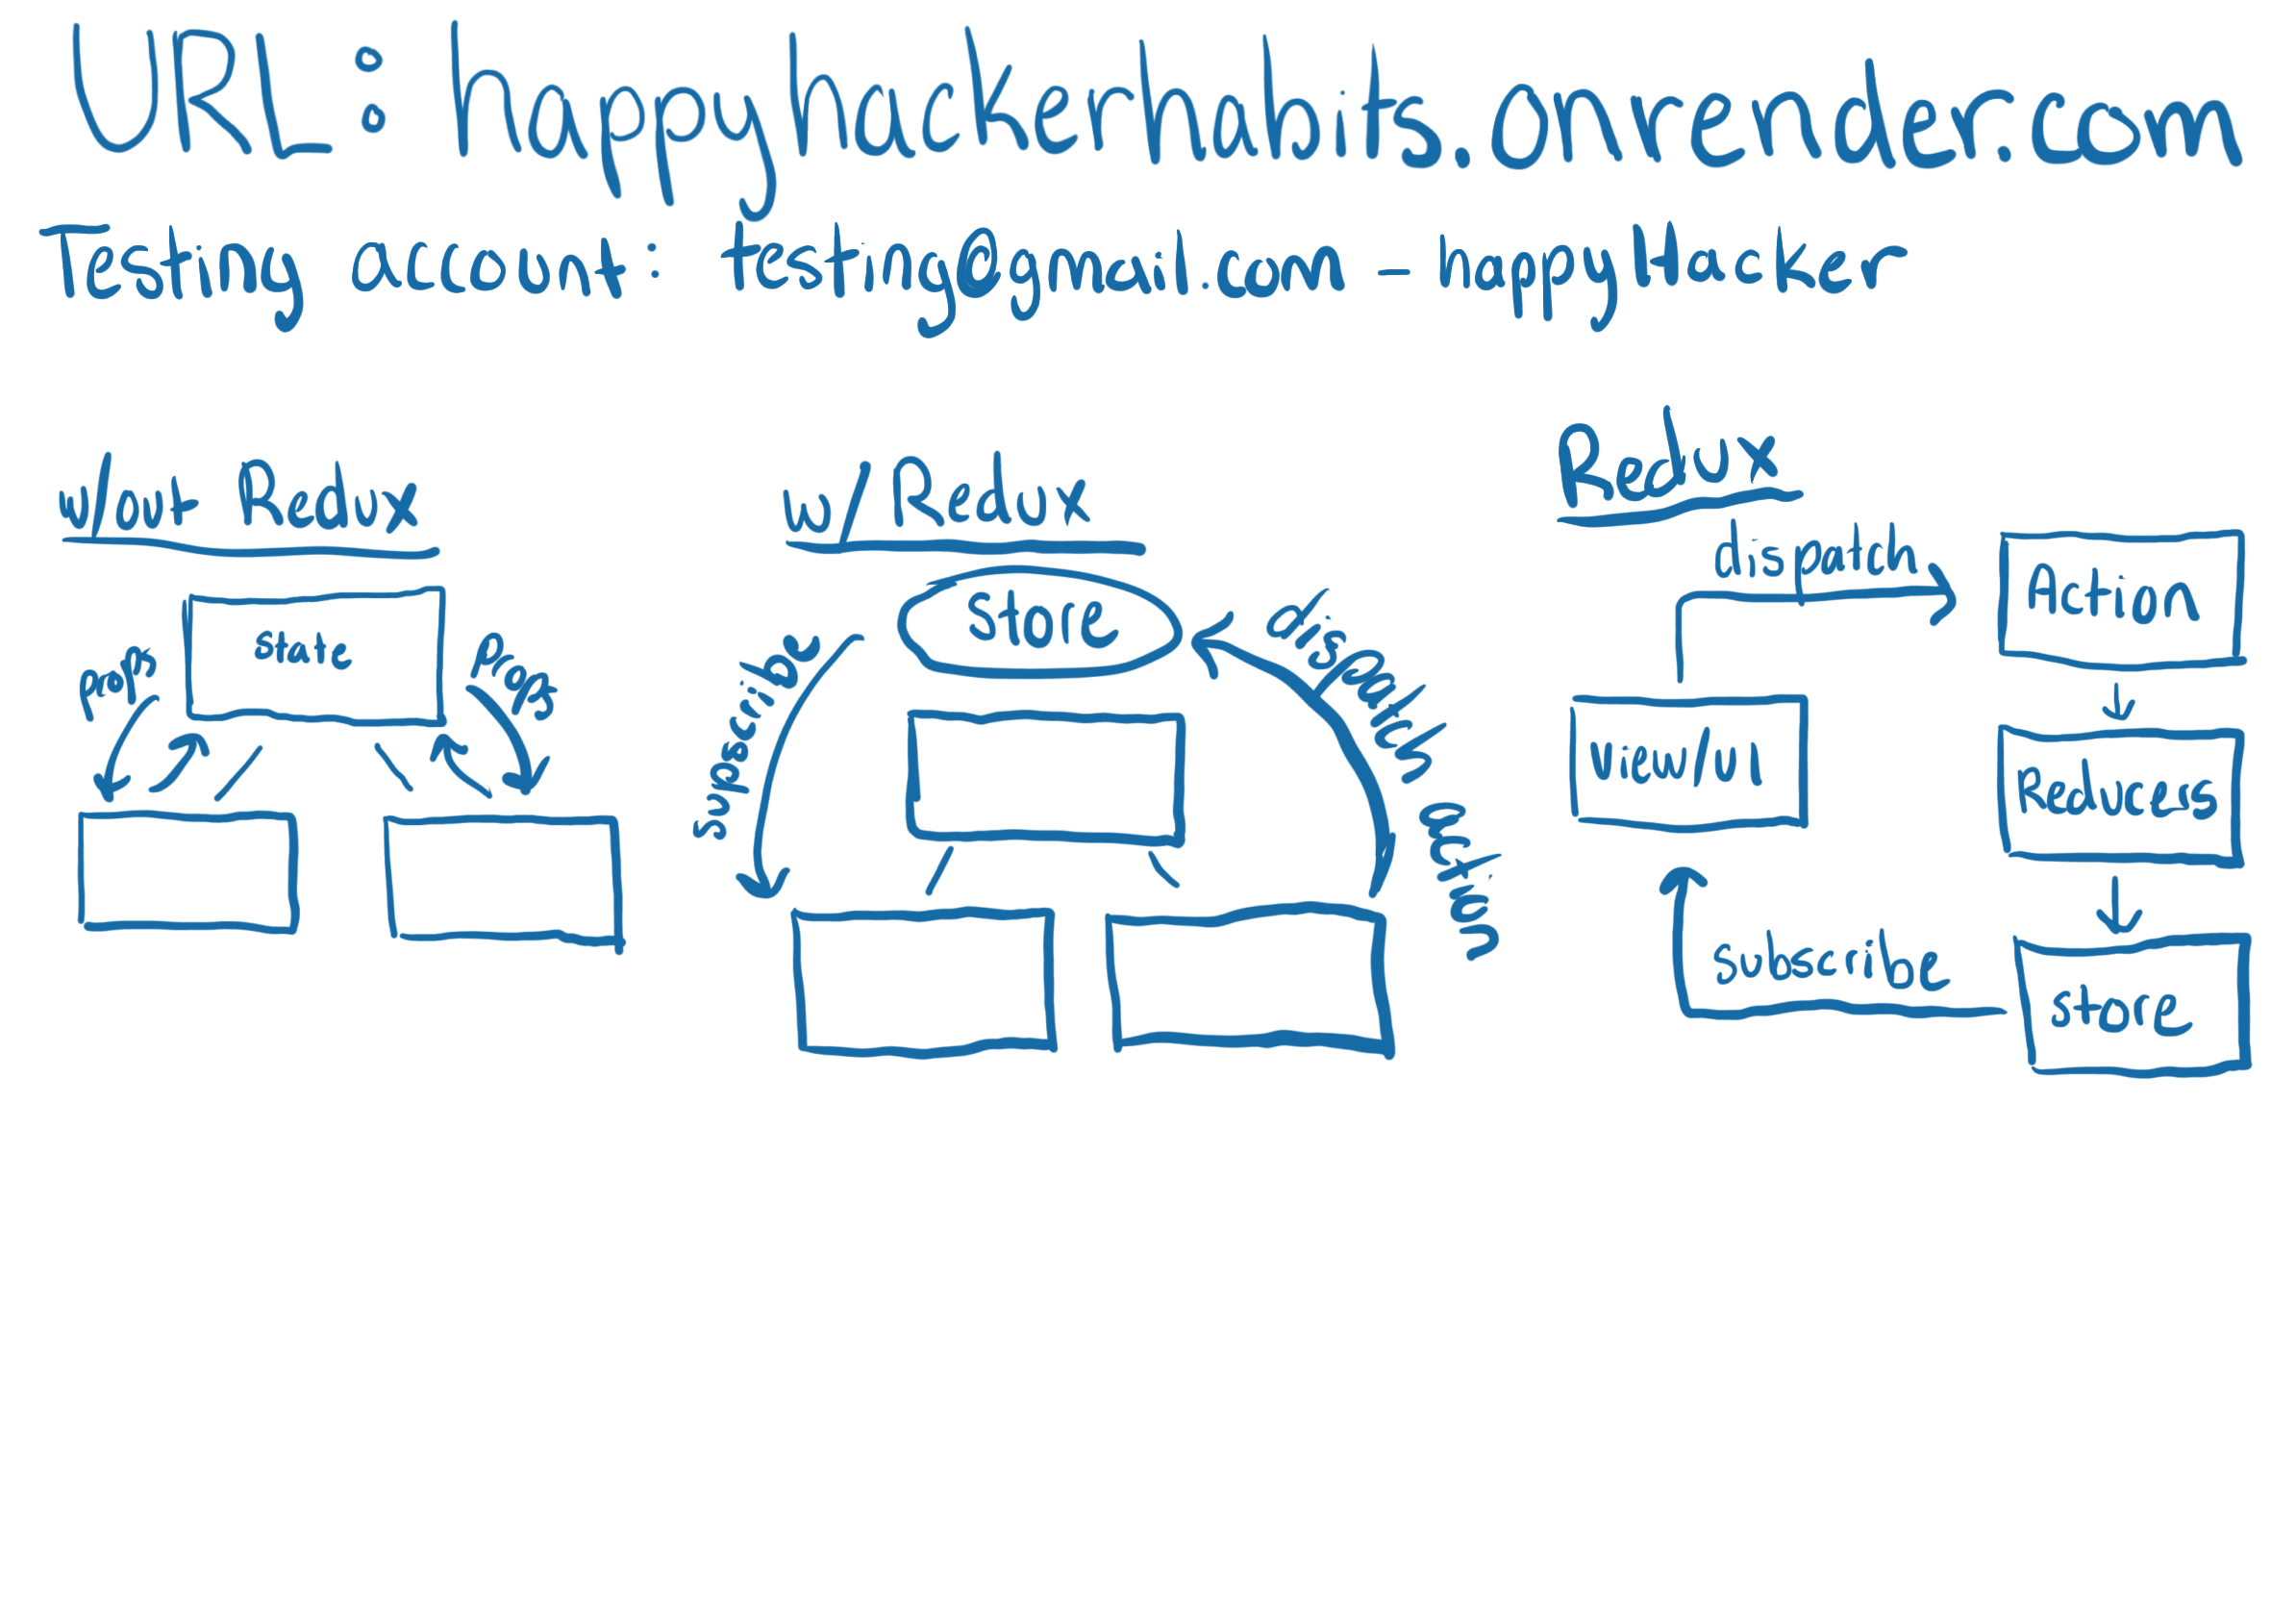 URL: happyhackerhabits.onrender.com
Testing account: testing@gmail.com - happyHacker
w/out Redux
state
props
props
w/ Redux
store
subscribe
dispatch action
Redux
dispatch
Action
view/UI
Reducers
subscribe
store